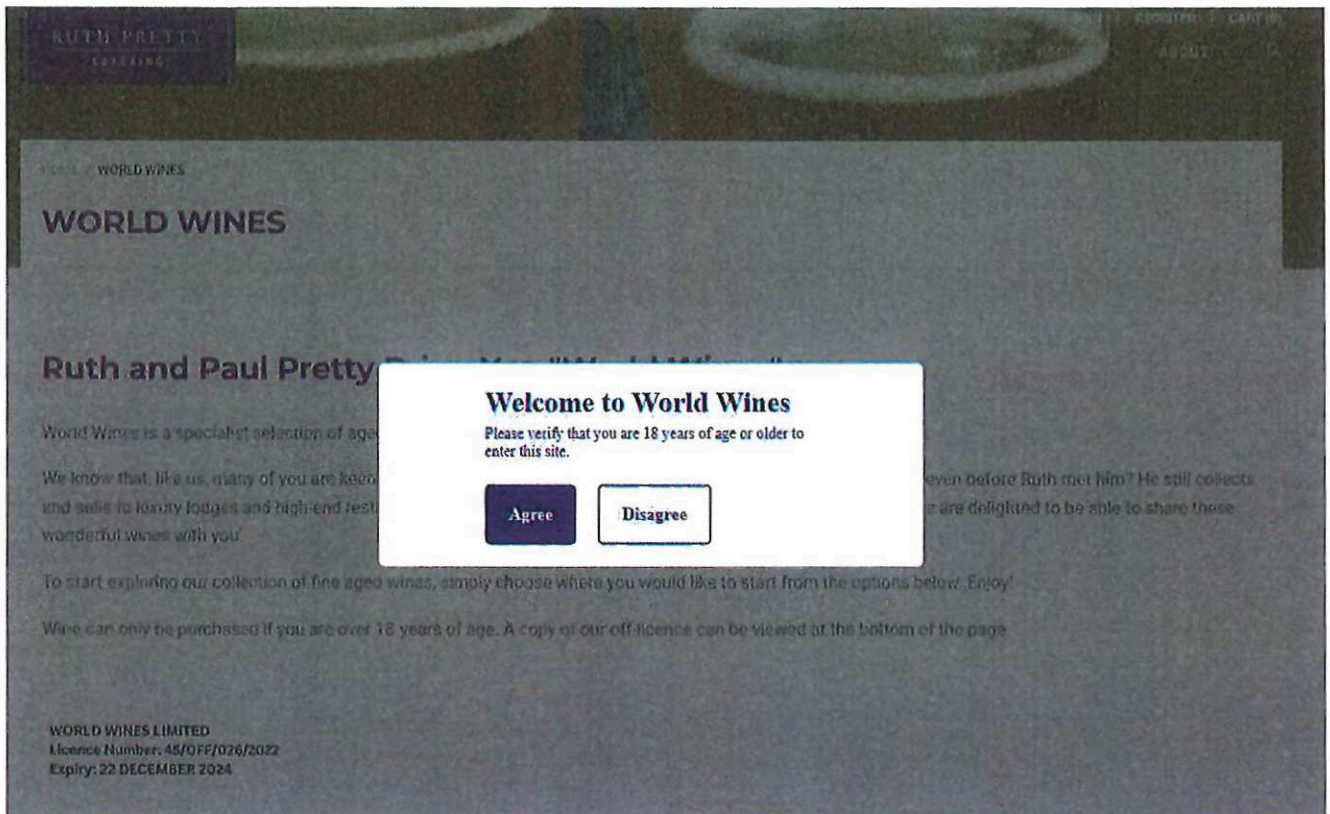 RUTH PRETTY
CATERING
REGISTER | CART (0)
ABOUT
HOME / WORLD WINES
WORLD WINES
Ruth and Paul Pretty
World Wines is a specialist selection of age
We know that, like us, many of you are keen
even before Ruth met him? He still collects
and sells to luxury lodges and high-end rest
e are delighted to be able to share these
wonderful wines with you.
Welcome to World Wines
Please verify that you are 18 years of age or older to
enter this site.
Agree Disagree
To start exploring our collection of fine aged wines, simply choose where you would like to start from the options below. Enjoy!
Wine can only be purchased if you are over 18 years of age. A copy of our off-licence can be viewed at the bottom of the page
WORLD WINES LIMITED
Licence Number: 45/OFF/026/2022
Expiry: 22 DECEMBER 2024